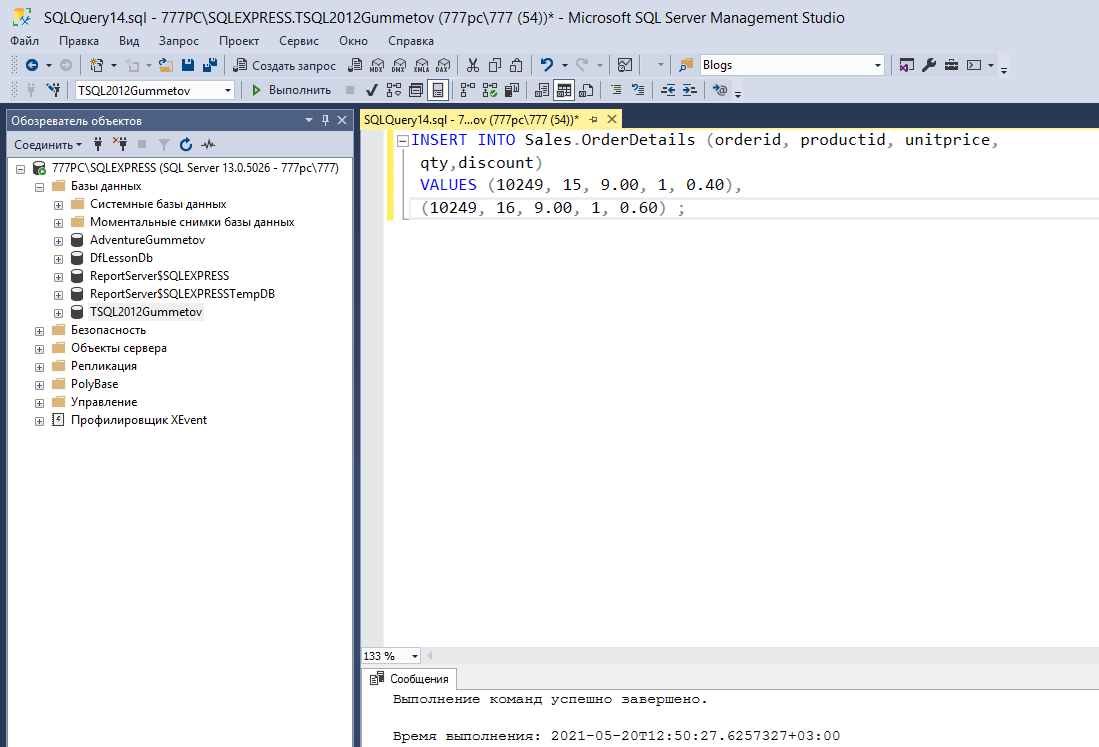 SQLQuery14.sql - 777PC\SQLEXPRESS.TSQL2012Gummetov (777pc\777 (54))* - Microsoft SQL Server Management Studio
Файл Правка Вид Запрос Проект Сервис Окно Справка
Создать запрос MDX DMX XMLA DAX Blogs
TSQL2012Gummetov Выполнить
Обозреватель объектов
Соединить
777PC\SQLEXPRESS (SQL Server 13.0.5026 - 777pc\777)
Базы данных
Системные базы данных
Моментальные снимки базы данных
AdventureGummetov
DfLessonDb
ReportServer$SQLEXPRESS
ReportServer$SQLEXPRESSTempDB
TSQL2012Gummetov
Безопасность
Объекты сервера
Репликация
PolyBase
Управление
Профилировщик XEvent
SQLQuery14.sql - 7...ov (777pc\777 (54))*
INSERT INTO Sales.OrderDetails (orderid, productid, unitprice,
qty,discount)
VALUES (10249, 15, 9.00, 1, 0.40),
(10249, 16, 9.00, 1, 0.60) ;
133 %
Сообщения
Выполнение команд успешно завершено.
Время выполнения: 2021-05-20T12:50:27.6257327+03:00